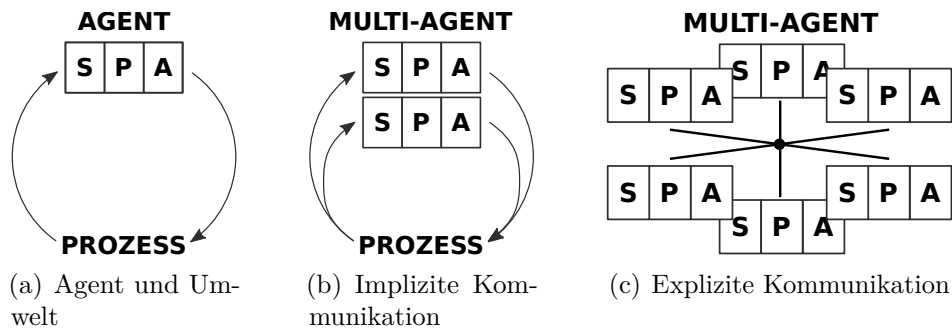 AGENT
S P A
PROZESS
(a) Agent und Um-
welt
MULTI-AGENT
S P A
S P A
PROZESS
(b) Implizite Kom-
munikation
MULTI-AGENT
S P A
S P A
S P A
S P A
S P A
S P A
(c) Explizite Kommunikation